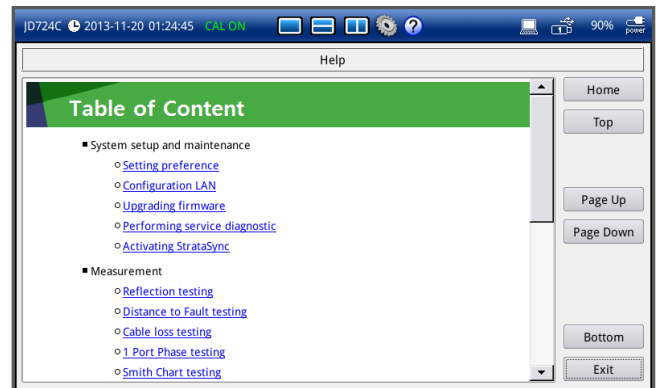 JD724C 2013-11-20 01:24:45 CAL ON ? 1 90% power
Help
Table of Content
System setup and maintenance
Setting preference
Configuration LAN
Upgrading firmware
Performing service diagnostic
Activating StrataSync
Measurement
Reflection testing
Distance to Fault testing
Cable loss testing
1 Port Phase testing
Smith Chart testing
Home
Top
Page Up
Page Down
Bottom
Exit